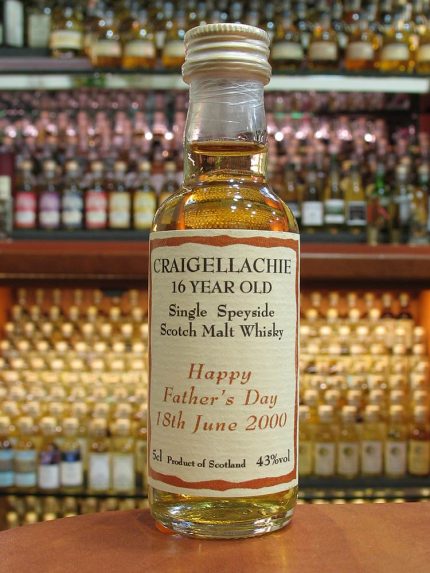 CRAIGELLACHIE
16 YEAR OLD
Single Speyside
Scotch Malt Whisky
Happy
Father's Day
18th June 2000
5cl Product of Scotland 43%vol